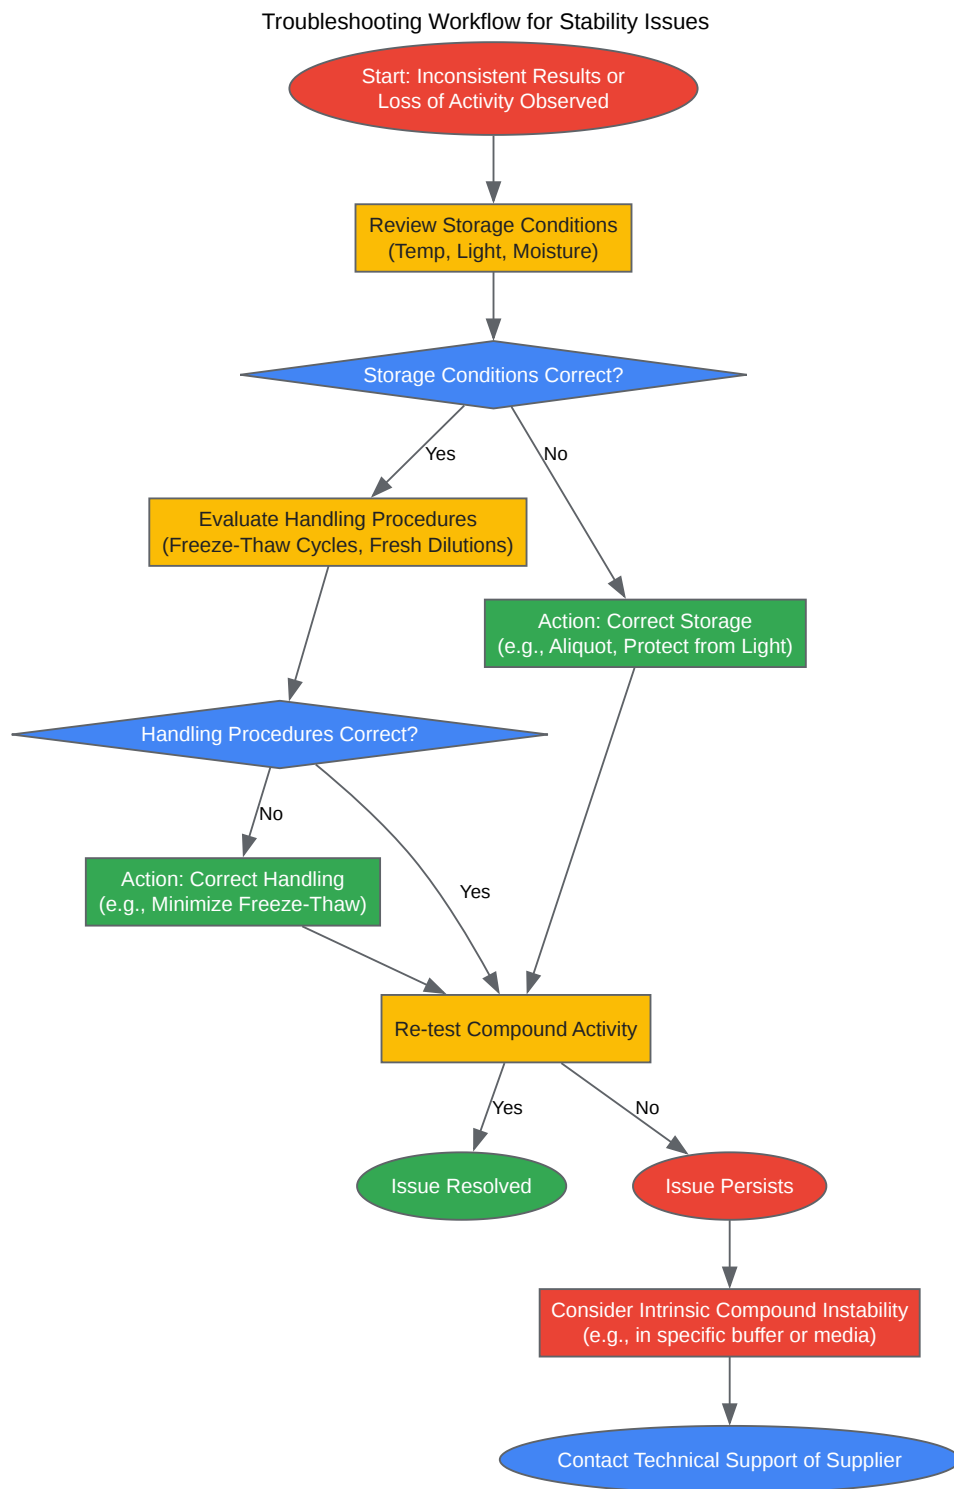 Troubleshooting Workflow for Stability Issues
Start: Inconsistent Results or
Loss of Activity Observed
Review Storage Conditions
(Temp, Light, Moisture)
Storage Conditions Correct?
Yes
No
Evaluate Handling Procedures
(Freeze-Thaw Cycles, Fresh Dilutions)
Action: Correct Storage
(e.g., Aliquot, Protect from Light)
Handling Procedures Correct?
No
Yes
Action: Correct Handling
(e.g., Minimize Freeze-Thaw)
Re-test Compound Activity
Yes
No
Issue Resolved
Issue Persists
Consider Intrinsic Compound Instability
(e.g., in specific buffer or media)
Contact Technical Support of Supplier